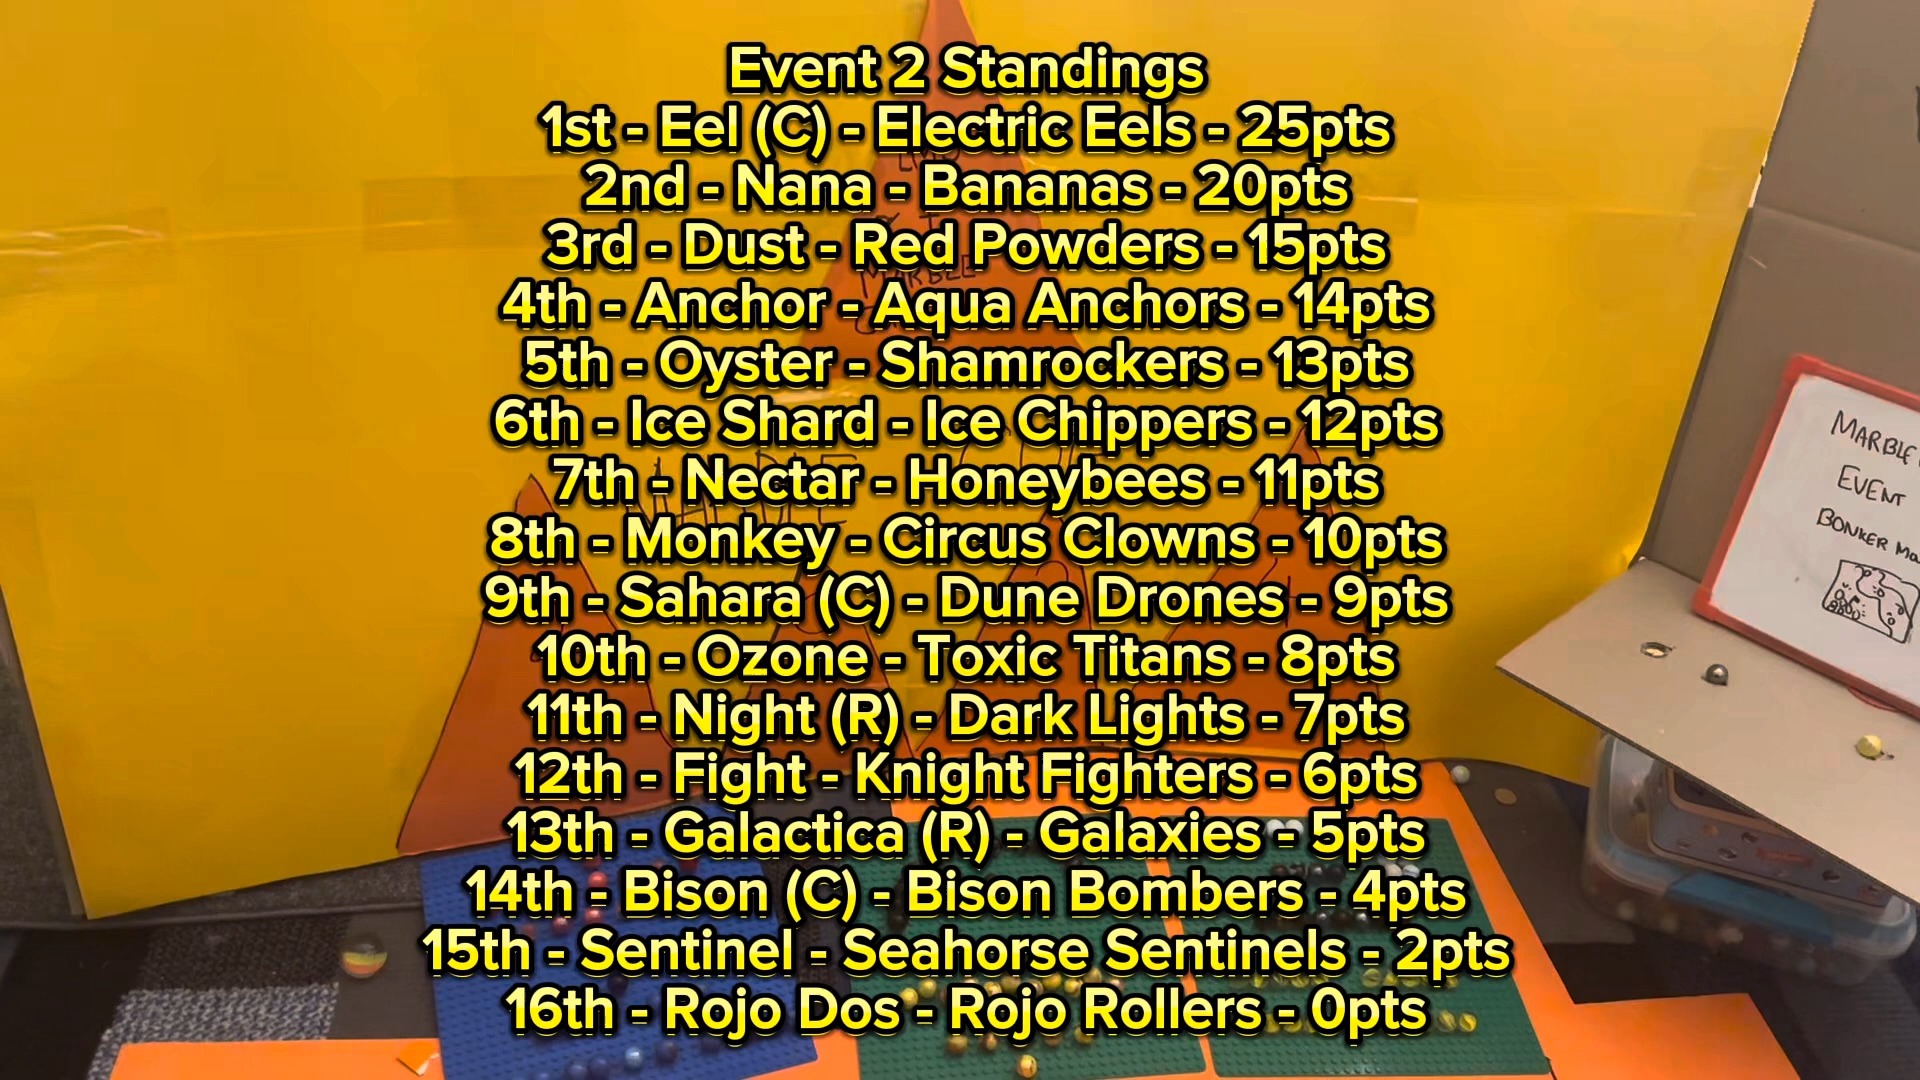 Event 2 Standings
1st - Eel (C) - Electric Eels - 25pts
2nd - Nana - Bananas - 20pts
3rd - Dust - Red Powders - 15pts
4th - Anchor - Aqua Anchors - 14pts
5th - Oyster - Shamrockers - 13pts
6th - Ice Shard - Ice Chippers - 12pts
7th - Nectar - Honeybees - 11pts
8th - Monkey - Circus Clowns - 10pts
9th - Sahara (C) - Dune Drones - 9pts
10th - Ozone - Toxic Titans - 8pts
11th - Night (R) - Dark Lights - 7pts
12th - Fight - Knight Fighters - 6pts
13th - Galactica (R) - Galaxies - 5pts
14th - Bison (C) - Bison Bombers - 4pts
15th - Sentinel - Seahorse Sentinels - 2pts
16th - Rojo Dos - Rojo Rollers - 0pts
MARBLE
MARBLE
EVENT
BONKER